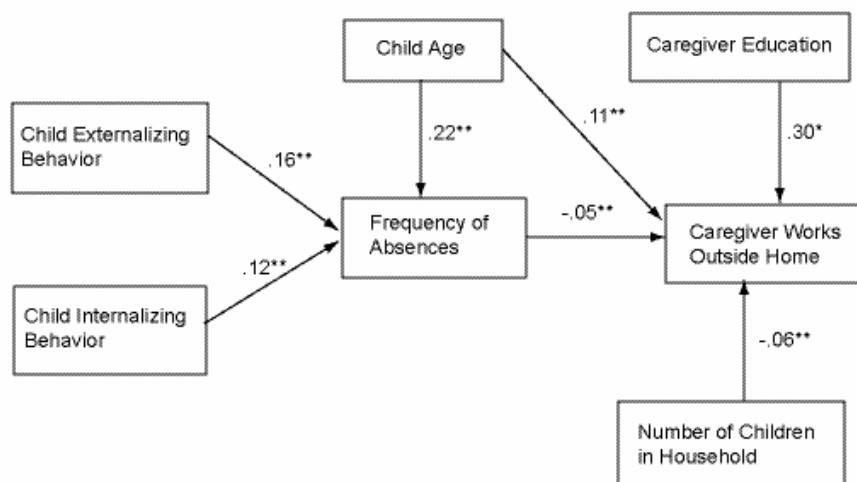 Child Age
Caregiver Education
Child Externalizing
Behavior
.16**
.22**
.11**
.30*
Frequency of
Absences
-.05**
Caregiver Works
Outside Home
.12**
Child Internalizing
Behavior
-.06**
Number of Children
in Household